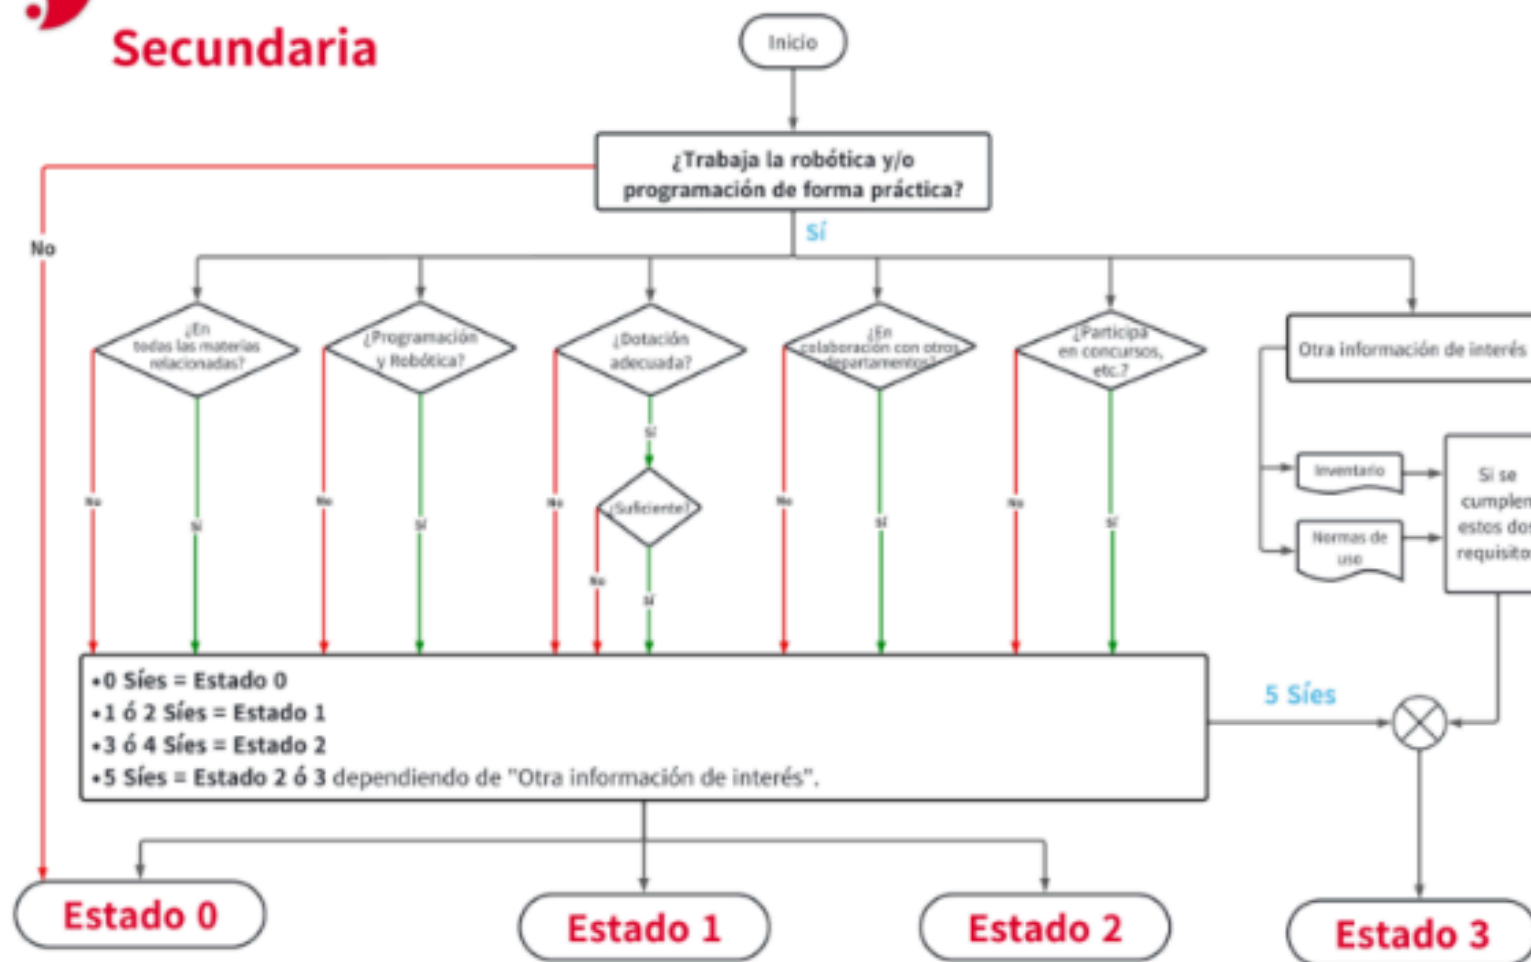 Secundaria
Inicio
¿Trabaja la robótica y/o
programación de forma práctica?
Sí
No
¿En
todas las materias
relacionadas?
¿Programación
y Robótica?
¿Dotación
adecuada?
¿En
colaboración con otros
departamentos?
¿Participa
en concursos,
etc.?
Otra información de interés
Sí
¿Suficiente?
Inventario
Normas de
uso
Si se
cumplen
estos dos
requisitos
No
Sí
No
Sí
No
No
Sí
No
Sí
No
Sí
•0 Síes = Estado 0
•1 ó 2 Síes = Estado 1
•3 ó 4 Síes = Estado 2
•5 Síes = Estado 2 ó 3 dependiendo de "Otra información de interés".
5 Síes
Estado 0
Estado 1
Estado 2
Estado 3